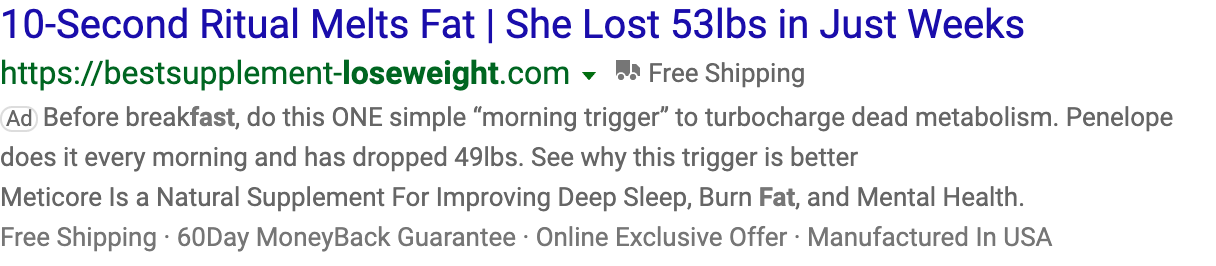 10-Second Ritual Melts Fat | She Lost 53lbs in Just Weeks
https://bestsupplement-loseweight.com Free Shipping
Ad Before breakfast, do this ONE simple “morning trigger” to turbocharge dead metabolism. Penelope
does it every morning and has dropped 49lbs. See why this trigger is better
Meticore Is a Natural Supplement For Improving Deep Sleep, Burn Fat, and Mental Health.
Free Shipping · 60Day MoneyBack Guarantee · Online Exclusive Offer · Manufactured In USA